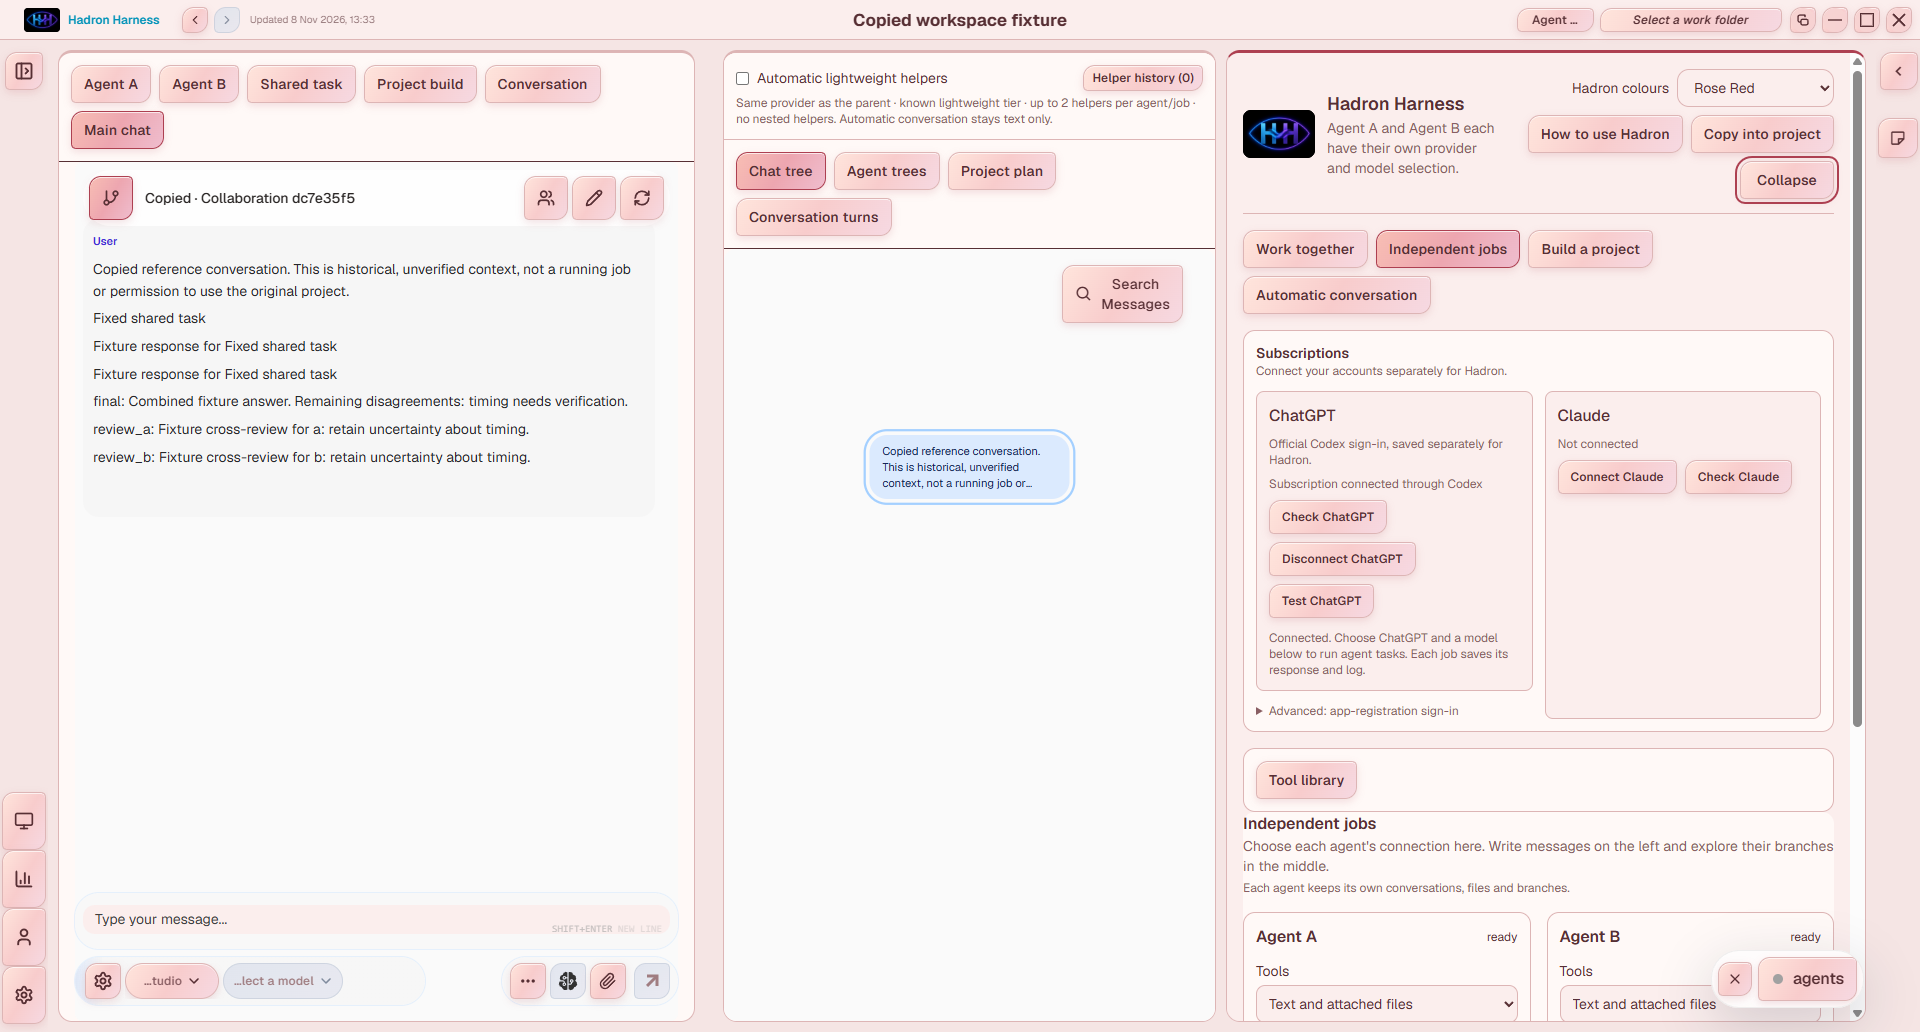 Hadron Harness
Updated 8 Nov 2026, 13:33
Copied workspace fixture
Agent ...
Select a work folder
Agent A
Agent B
Shared task
Project build
Conversation
Main chat
Copied · Collaboration dc7e35f5
User
Copied reference conversation. This is historical, unverified context, not a running job
or permission to use the original project.
Fixed shared task
Fixture response for Fixed shared task
Fixture response for Fixed shared task
final: Combined fixture answer. Remaining disagreements: timing needs verification.
review_a: Fixture cross-review for a: retain uncertainty about timing.
review_b: Fixture cross-review for b: retain uncertainty about timing.
Type your message...
SHIFT+ENTER NEW LINE
...tudio
...lect a model
Automatic lightweight helpers
Helper history (0)
Same provider as the parent · known lightweight tier · up to 2 helpers per agent/job ·
no nested helpers. Automatic conversation stays text only.
Chat tree
Agent trees
Project plan
Conversation turns
Search
Messages
Copied reference conversation.
This is historical, unverified
context, not a running job or...
Hadron Harness
Agent A and Agent B each
have their own provider
and model selection.
Hadron colours
Rose Red
How to use Hadron
Copy into project
Collapse
Work together
Independent jobs
Build a project
Automatic conversation
Subscriptions
Connect your accounts separately for Hadron.
ChatGPT
Official Codex sign-in, saved separately for
Hadron.
Subscription connected through Codex
Check ChatGPT
Disconnect ChatGPT
Test ChatGPT
Connected. Choose ChatGPT and a model
below to run agent tasks. Each job saves its
response and log.
Claude
Not connected
Connect Claude
Check Claude
Advanced: app-registration sign-in
Tool library
Independent jobs
Choose each agent's connection here. Write messages on the left and explore their branches
in the middle.
Each agent keeps its own conversations, files and branches.
Agent A
ready
Tools
Text and attached files
Agent B
ready
Tools
Text and attached files
agents